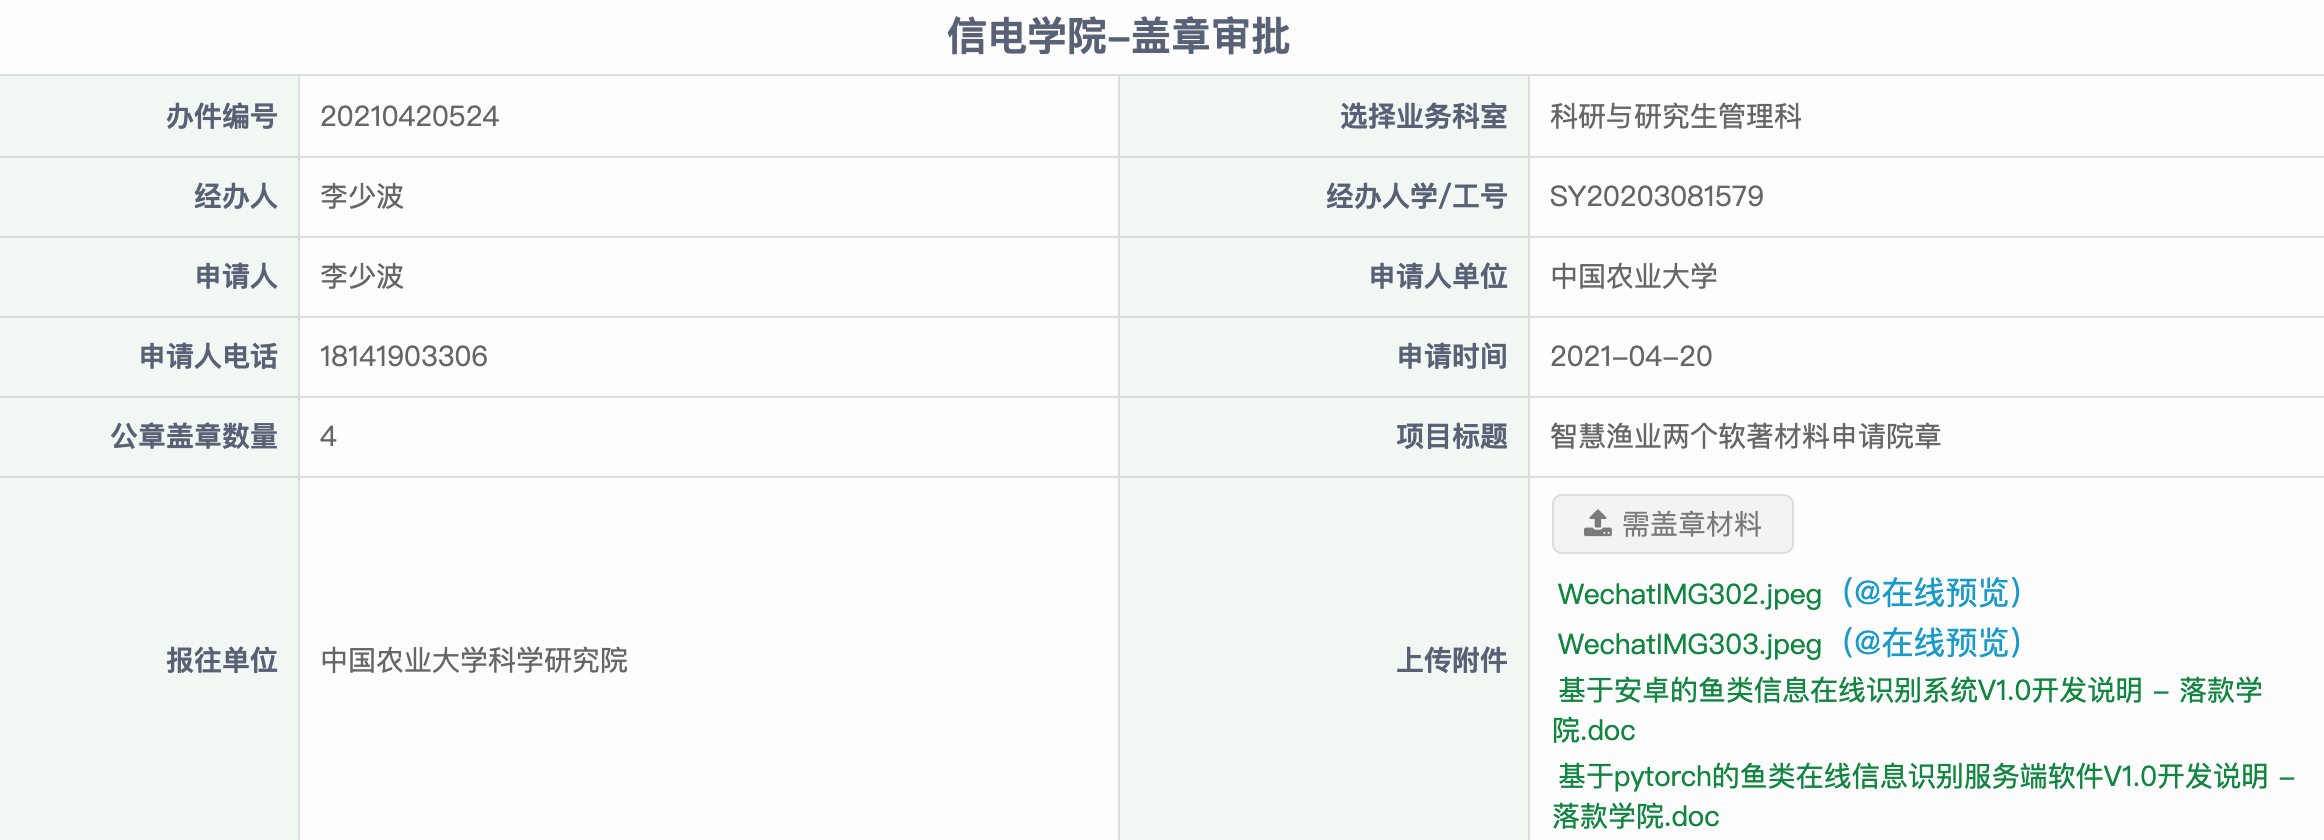 信电学院–盖章审批
办件编号 20210420524 选择业务科室 科研与研究生管理科
经办人 李少波 经办人学/工号 SY20203081579
申请人 李少波 申请人单位 中国农业大学
申请人电话 18141903306 申请时间 2021–04–20
公章盖章数量 4 项目标题 智慧渔业两个软著材料申请院章
报往单位 中国农业大学科学研究院 上传附件
需盖章材料
WechatIMG302.jpeg（@在线预览）
WechatIMG303.jpeg（@在线预览）
基于安卓的鱼类信息在线识别系统V1.0开发说明 – 落款学
院.doc
基于pytorch的鱼类在线信息识别服务端软件V1.0开发说明 –
落款学院.doc